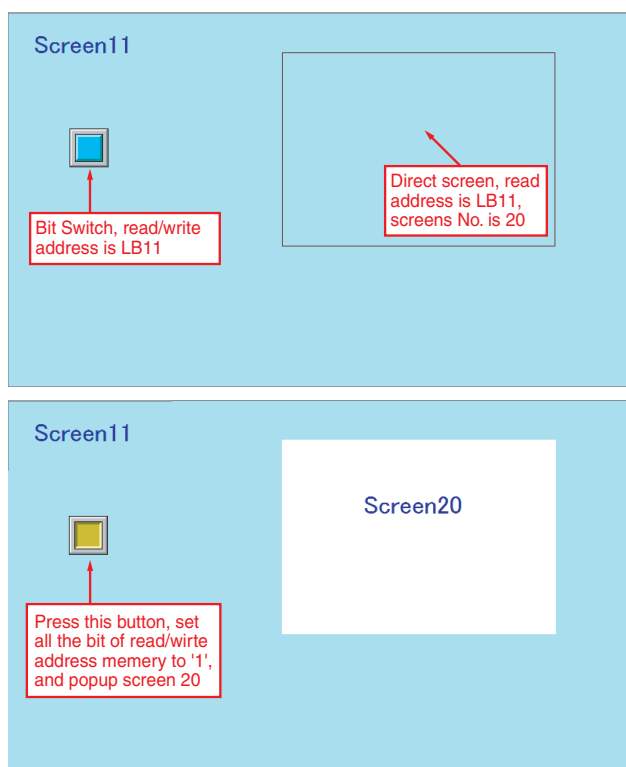 Screen11
Direct screen, read
address is LB11,
screens No. is 20
Bit Switch, read/write
address is LB11
Screen11
Screen20
Press this button, set
all the bit of read/wirte
address memery to '1',
and popup screen 20